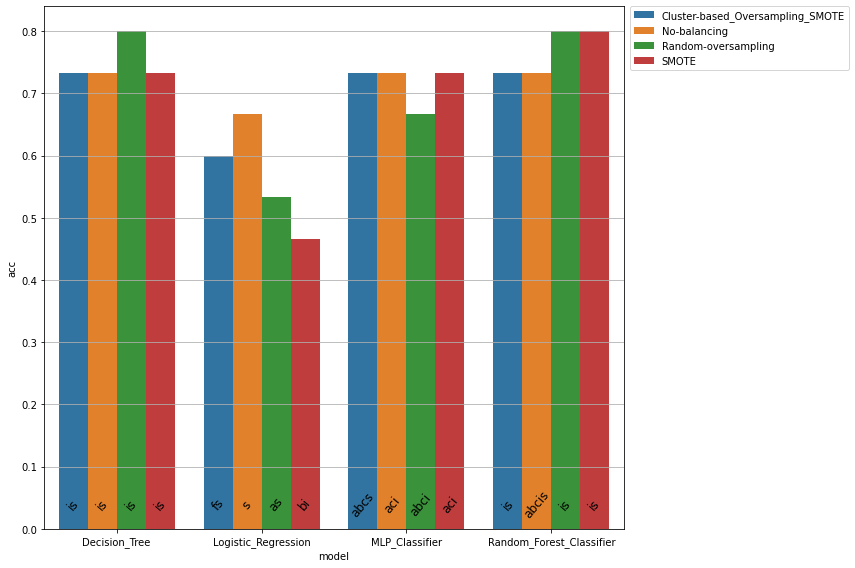 Cluster-based_Oversampling_SMOTE
No-balancing
Random-oversampling
SMOTE
acc
0.8
0.7
0.6
0.5
0.4
0.3
0.2
0.1
0.0
is is is is fs s as bi abcs aci abci aci is abcis is is
Decision_Tree Logistic_Regression MLP_Classifier Random_Forest_Classifier
model